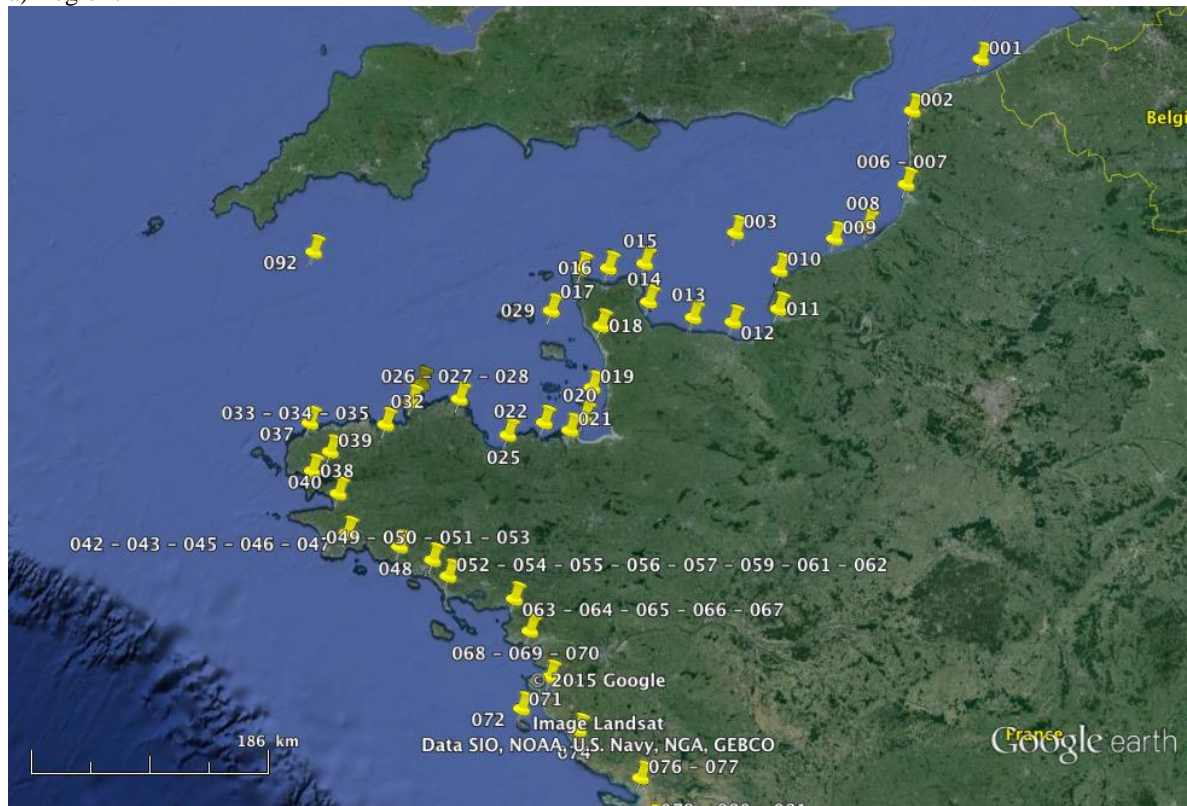 001
002
Belgi
006 - 007
008
003
009
015
092
016
010
014
017
013
029
011
018
012
026 - 027 - 028
019
032
020
033 - 034 - 035
022
021
037
039
025
038
040
049 - 050 - 051 - 053
042 - 043 - 045 - 046 - 047
048
052 - 054 - 055 - 056 - 057 - 059 - 061 - 062
063 - 064 - 065 - 066 - 067
068 - 069 - 070
© 2015 Google
071
072
Image Landsat
France
Google earth
186 km
Data SIO, NOAA, U.S. Navy, NGA, GEBCO
074
076 - 077